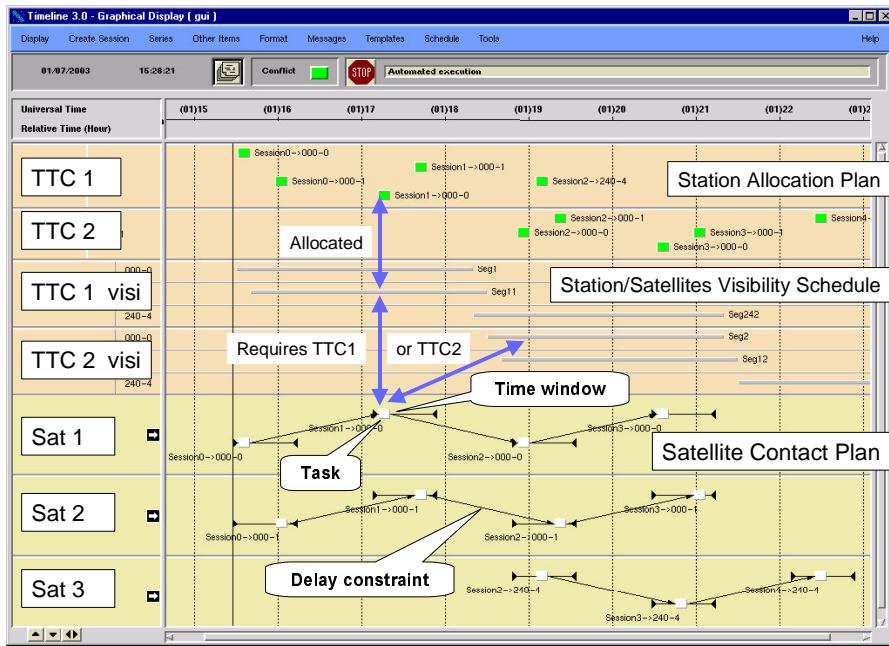 Timeline 3.0 - Graphical Display ( gui )
Display Create Session Series Other Items Format Messages Templates Schedule Tools Help
01/07/2003 15:28:21 Conflict STOP Automated execution
Universal Time (01)15 (01)16 (01)17 (01)18 (01)19 (01)20 (01)21 (01)22 (01)2
Relative Time (Hour)
Session0->000-0
Session1->000-1
TTC 1 Session0->000-1 Session2->240-4 Station Allocation Plan
Session1->000-0
Session2->000-1 Session4-
TTC 2 1 Session2->000-0 Session3->000-1
Allocated Session3->000-0
000-0 Seg1
TTC 1 visi Seg11 Station/Satellites Visibility Schedule
240-4 Seg242
000-0 Seg2
Requires TTC1 or TTC2
TTC 2 visi Seg12
240-4
Time window
Sat 1 Session1->000-0 Session3->000-0
Session0->000-0 Session2->000-0 Satellite Contact Plan
Task
Sat 2 Session1->000-1 Session3->000-1
Session0->000-1 Session2->000-1
Delay constraint
Sat 3 Session2->240-4 Session4->240-4
Session3->240-4